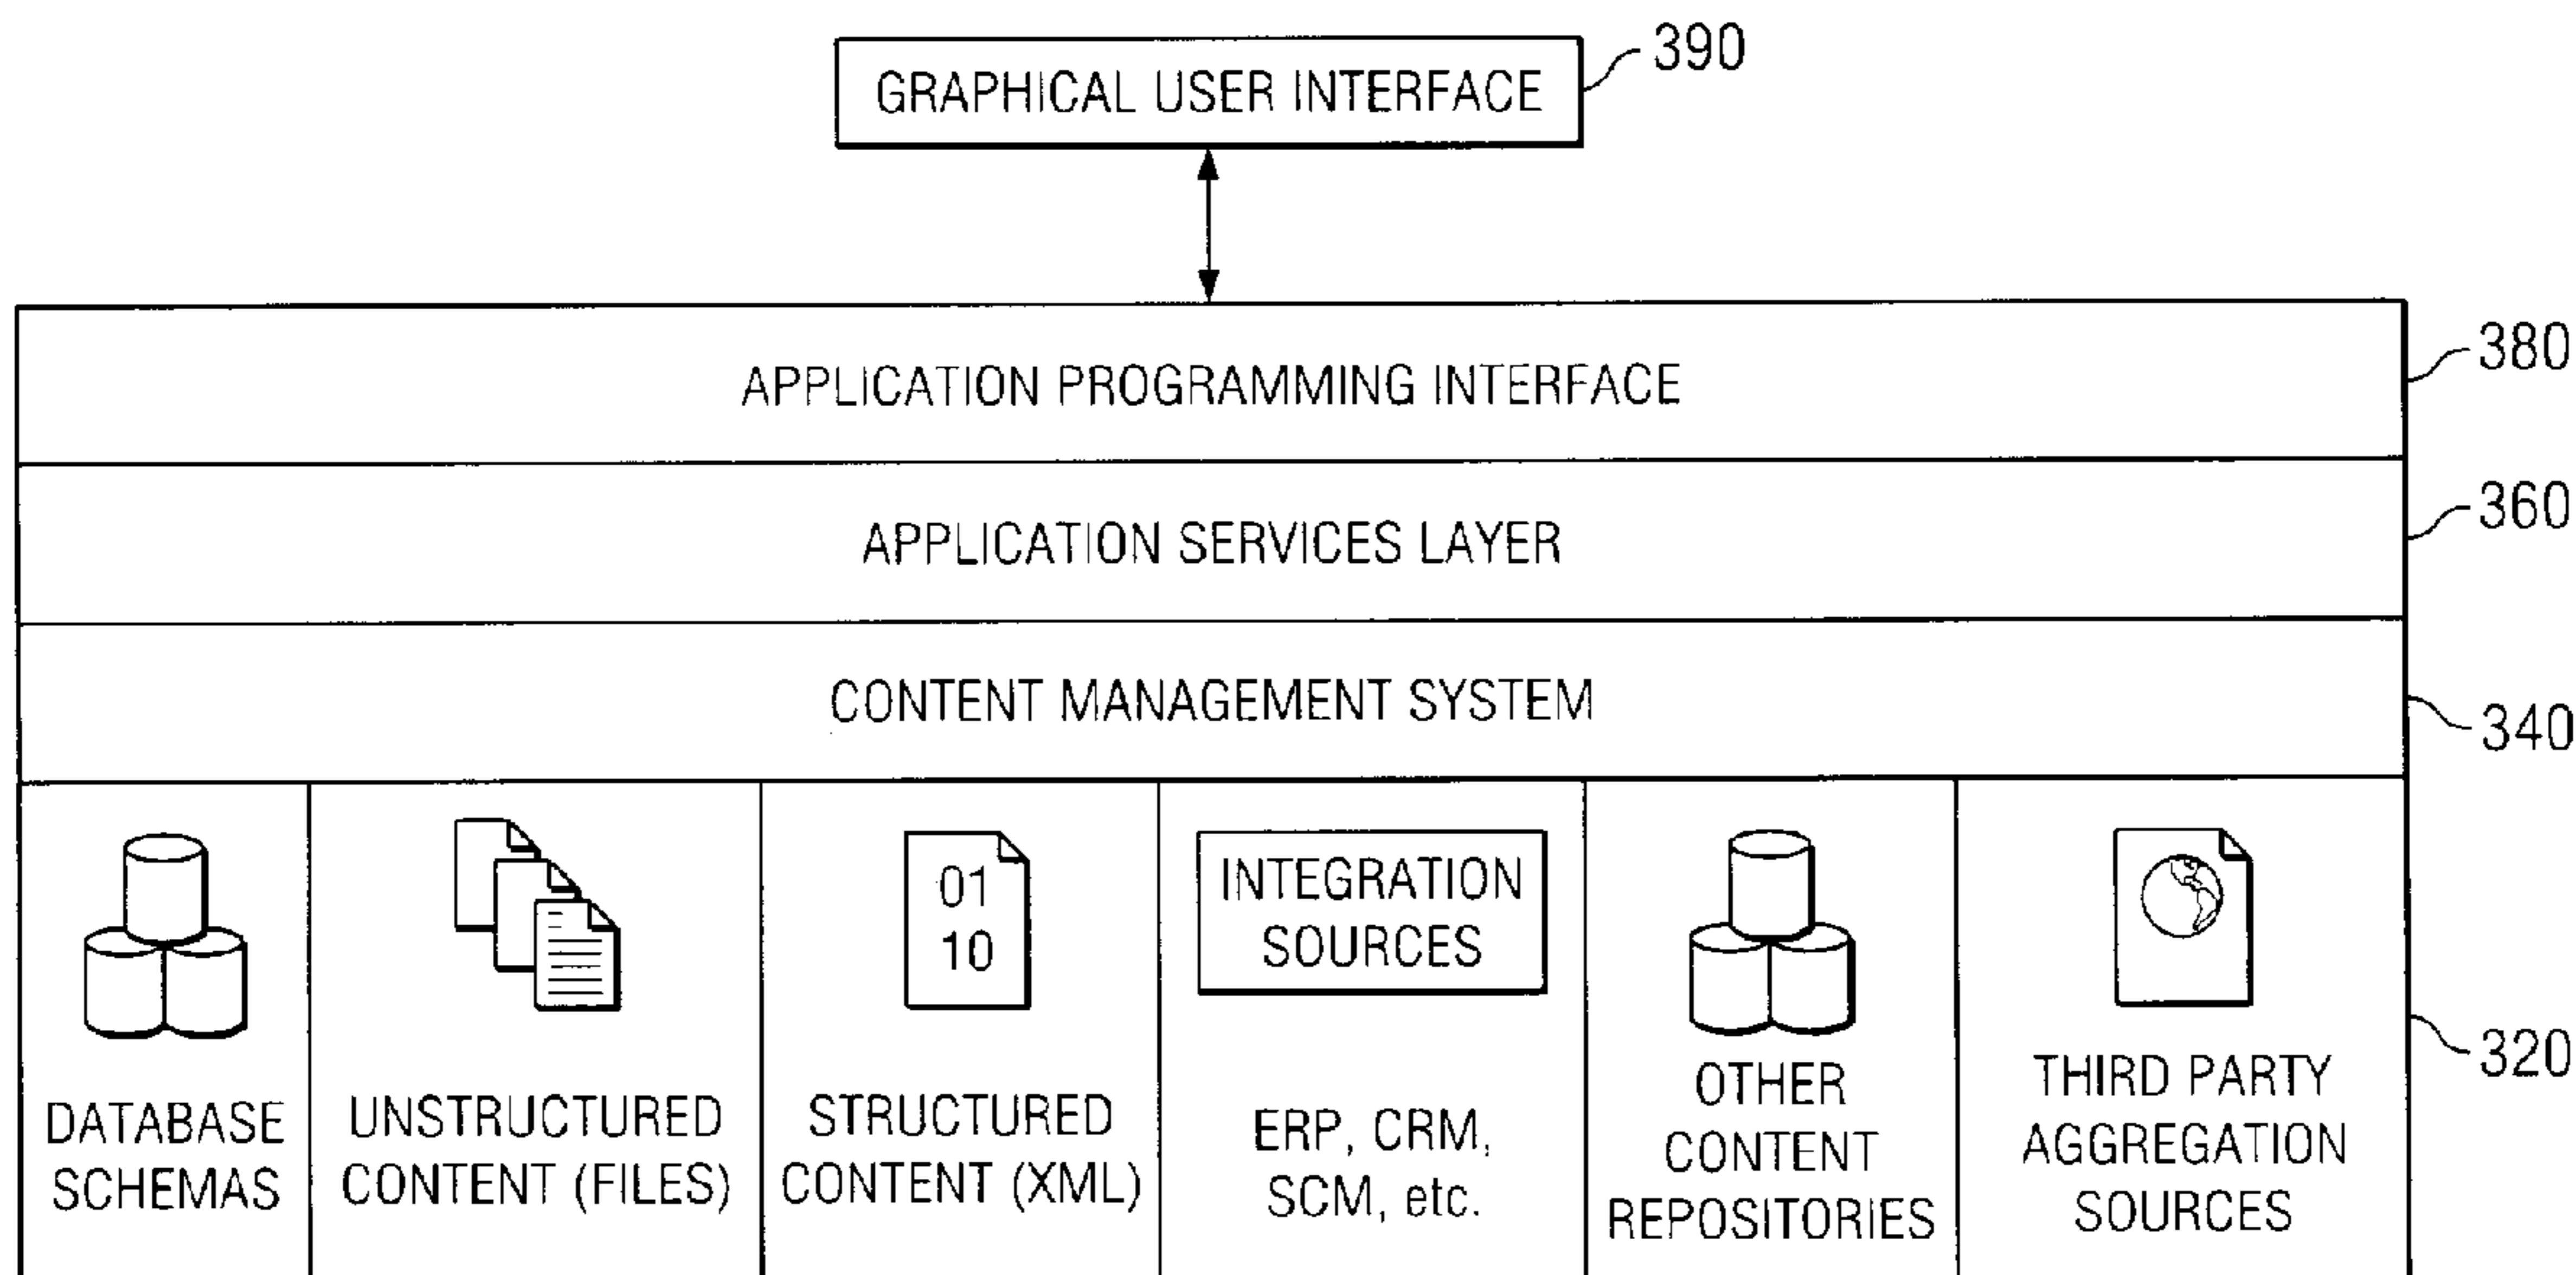 GRAPHICAL USER INTERFACE
390
APPLICATION PROGRAMMING INTERFACE
380
APPLICATION SERVICES LAYER
360
CONTENT MANAGEMENT SYSTEM
340
DATABASE
SCHEMAS
UNSTRUCTURED
CONTENT (FILES)
01
10
STRUCTURED
CONTENT (XML)
INTEGRATION
SOURCES
ERP, CRM,
SCM, etc.
OTHER
CONTENT
REPOSITORIES
THIRD PARTY
AGGREGATION
SOURCES
320